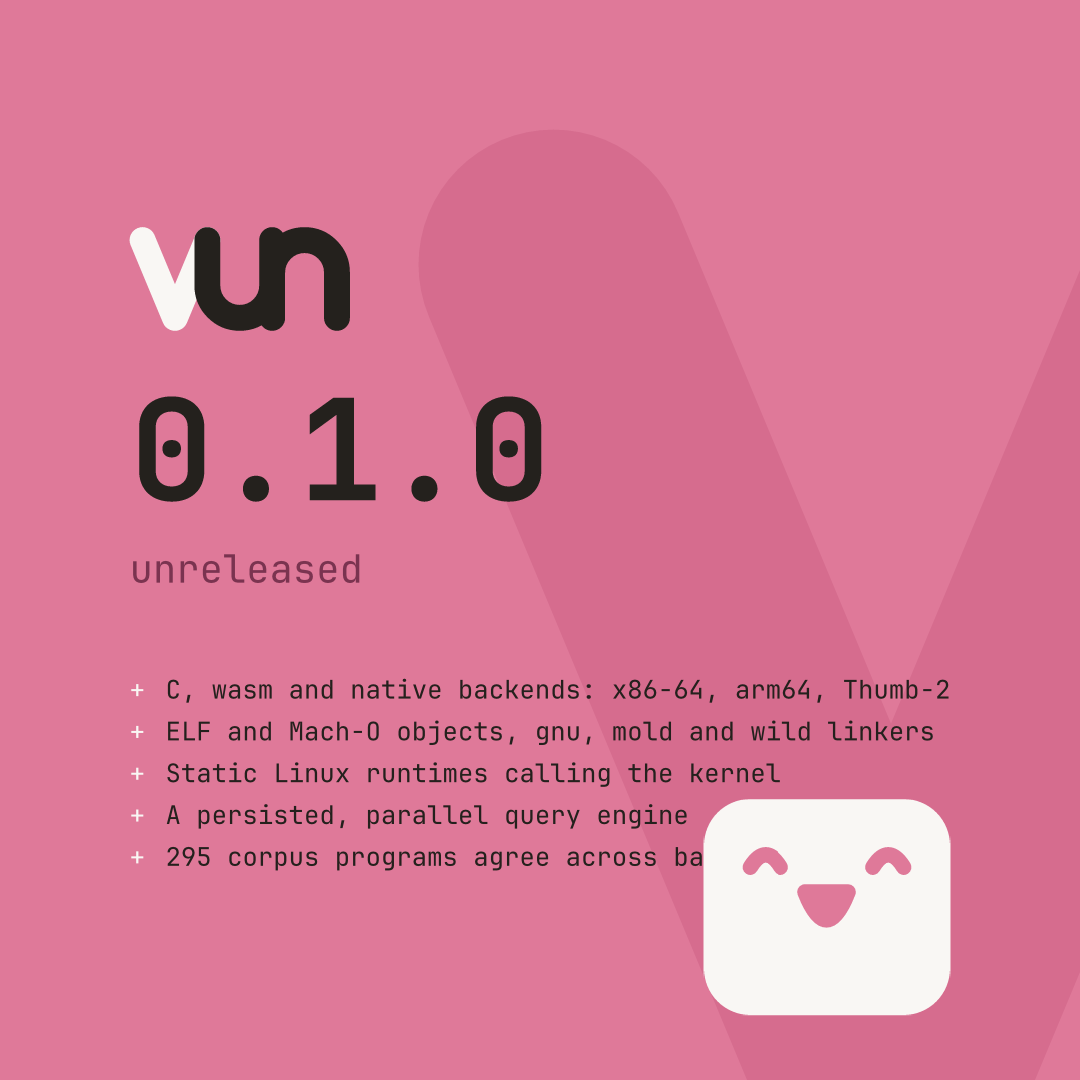 vun
0.1.0
unreleased
+ C, wasm and native backends: x86-64, arm64, Thumb-2
+ ELF and Mach-O objects, gnu, mold and wild linkers
+ Static Linux runtimes calling the kernel
+ A persisted, parallel query engine
+ 295 corpus programs agree across